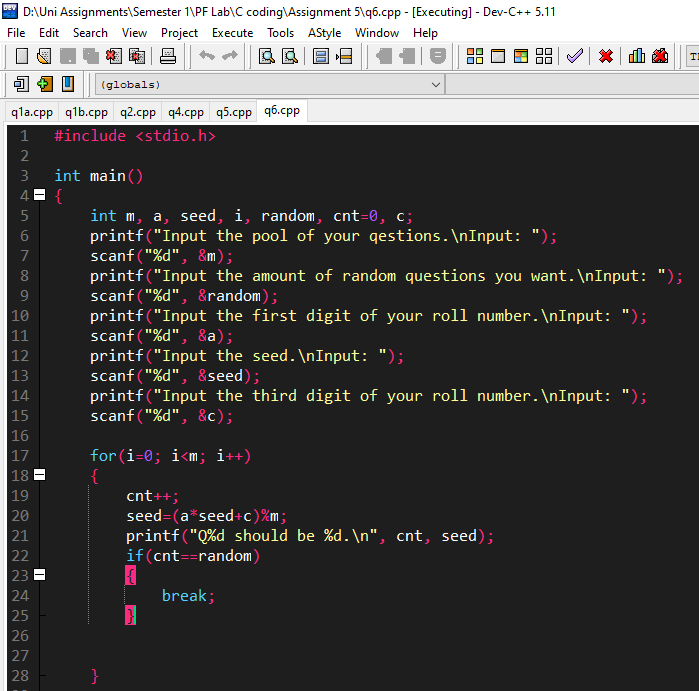 DEV D:\Uni Assignments\Semester 1\PF Lab\C coding\Assignment 5\q6.cpp - [Executing] - Dev-C++ 5.11
File Edit Search View Project Execute Tools AStyle Window Help
(globals)
q1a.cpp q1b.cpp q2.cpp q4.cpp q5.cpp q6.cpp
1 #include <stdio.h>
2
3 int main()
4 {
5 int m, a, seed, i, random, cnt=0, c;
6 printf("Input the pool of your qestions.\nInput: ");
7 scanf("%d", &m);
8 printf("Input the amount of random questions you want.\nInput: ");
9 scanf("%d", &random);
10 printf("Input the first digit of your roll number.\nInput: ");
11 scanf("%d", &a);
12 printf("Input the seed.\nInput: ");
13 scanf("%d", &seed);
14 printf("Input the third digit of your roll number.\nInput: ");
15 scanf("%d", &c);
16
17 for(i=0; i<m; i++)
18 {
19 cnt++;
20 seed=(a*seed+c)%m;
21 printf("Q%d should be %d.\n", cnt, seed);
22 if(cnt==random)
23 {
24 break;
25 }
26
27
28 }